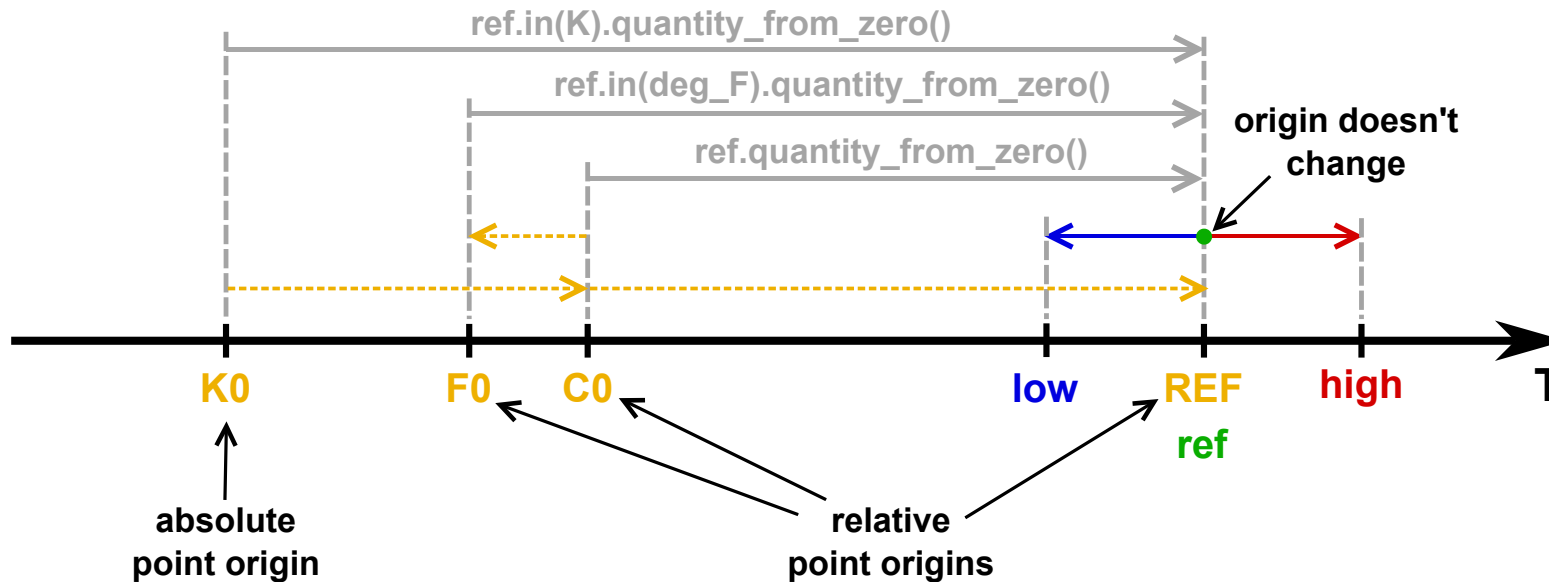 ref.in(K).quantity_from_zero()
ref.in(deg_F).quantity_from_zero()
ref.quantity_from_zero()
origin doesn't
change
K0
F0
C0
low
REF
high
T
ref
absolute
point origin
relative
point origins